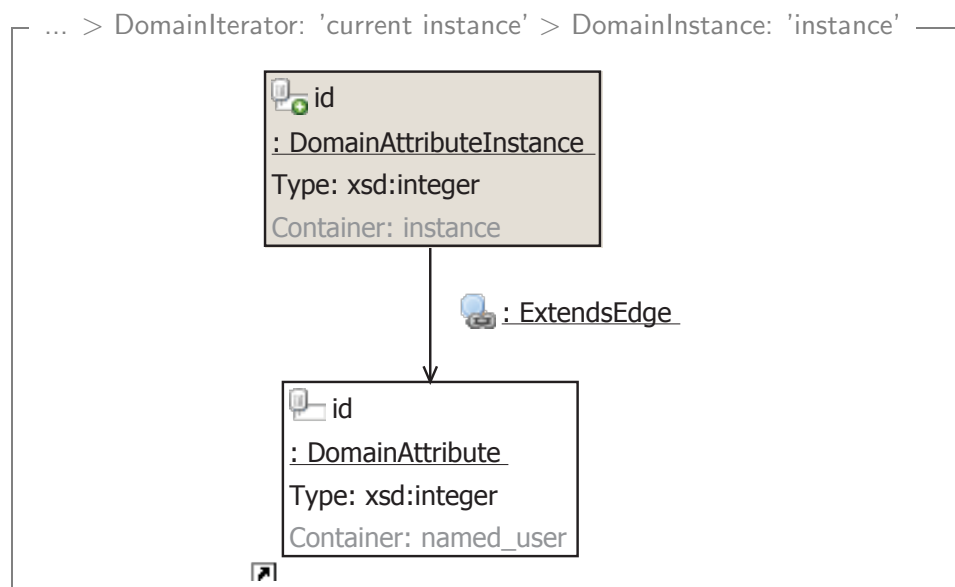 ... > DomainIterator: 'current instance' > DomainInstance: 'instance'
id
: DomainAttributeInstance
Type: xsd:integer
Container: instance
: ExtendsEdge
id
: DomainAttribute
Type: xsd:integer
Container: named_user